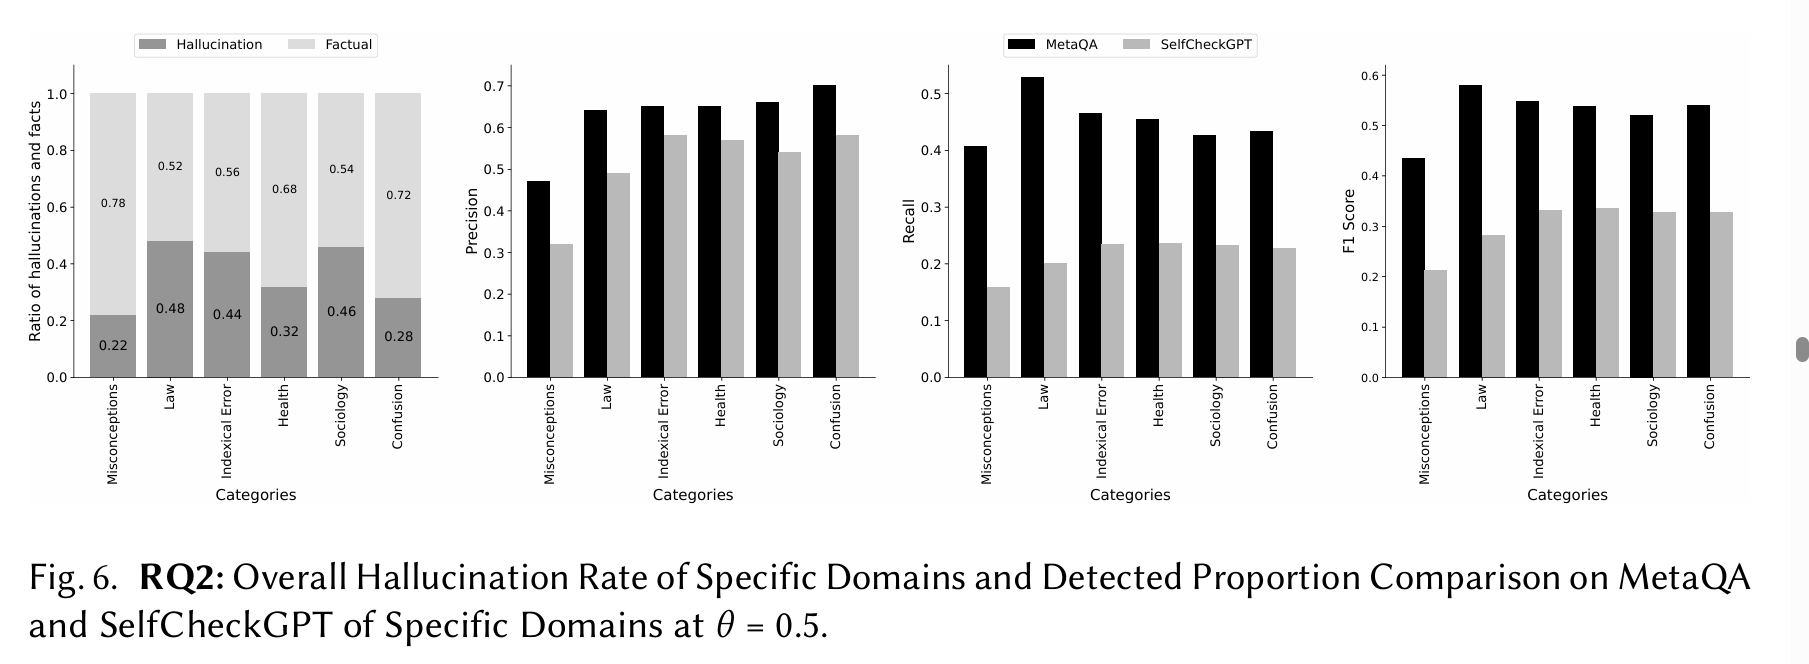 Hallucination Factual
Ratio of hallucinations and facts
1.0
0.8
0.6
0.4
0.2
0.0
0.78
0.52
0.56
0.68
0.54
0.72
0.22
0.48
0.44
0.32
0.46
0.28
Misconceptions
Law
Indexical Error
Health
Sociology
Confusion
Categories
Precision
0.7
0.6
0.5
0.4
0.3
0.2
0.1
0.0
Misconceptions
Law
Indexical Error
Health
Sociology
Confusion
Categories
MetaQA SelfCheckGPT
Recall
0.5
0.4
0.3
0.2
0.1
0.0
Misconceptions
Law
Indexical Error
Health
Sociology
Confusion
Categories
F1 Score
0.6
0.5
0.4
0.3
0.2
0.1
0.0
Misconceptions
Law
Indexical Error
Health
Sociology
Confusion
Categories
Fig. 6. RQ2: Overall Hallucination Rate of Specific Domains and Detected Proportion Comparison on MetaQA
and SelfCheckGPT of Specific Domains at θ = 0.5.